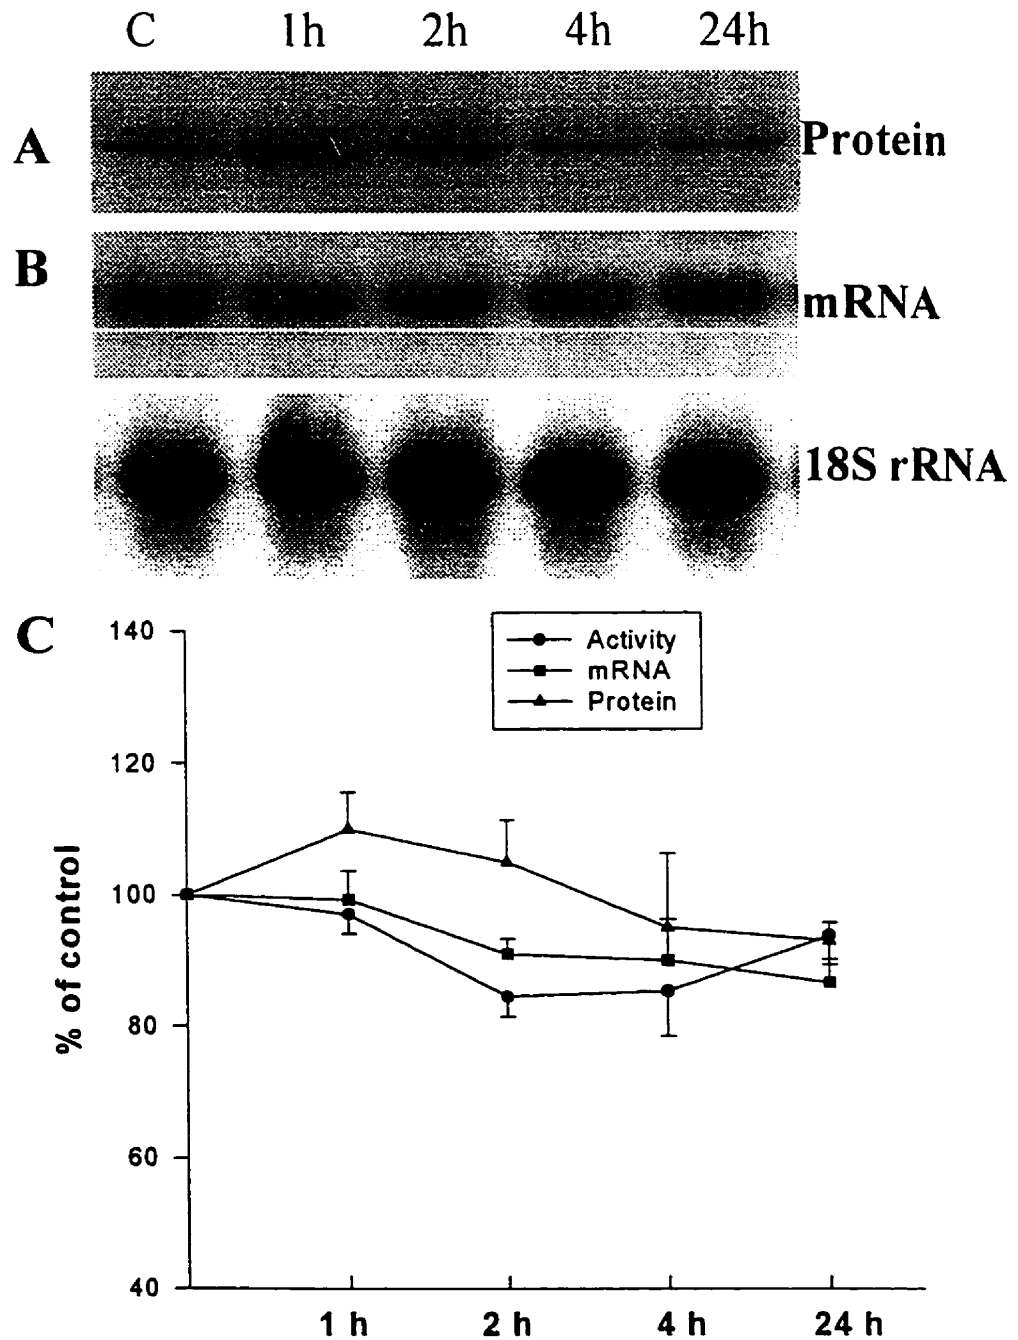 C 1h 2h 4h 24h
A Protein
B mRNA
18S rRNA
C
140
Activity
mRNA
Protein
120
100
80
60
40
% of control
1 h 2 h 4 h 24 h